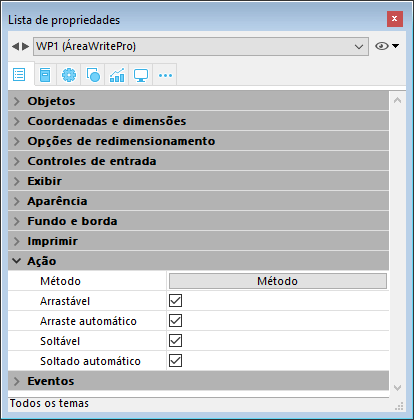 Lista de propriedades
WP1 (ÁreaWritePro)
Objetos
Coordenadas e dimensões
Opções de redimensionamento
Controles de entrada
Exibir
Aparência
Fundo e borda
Imprimir
Ação
Método Método
Arrastável
Arraste automático
Soltável
Soltado automático
Eventos
Todos os temas